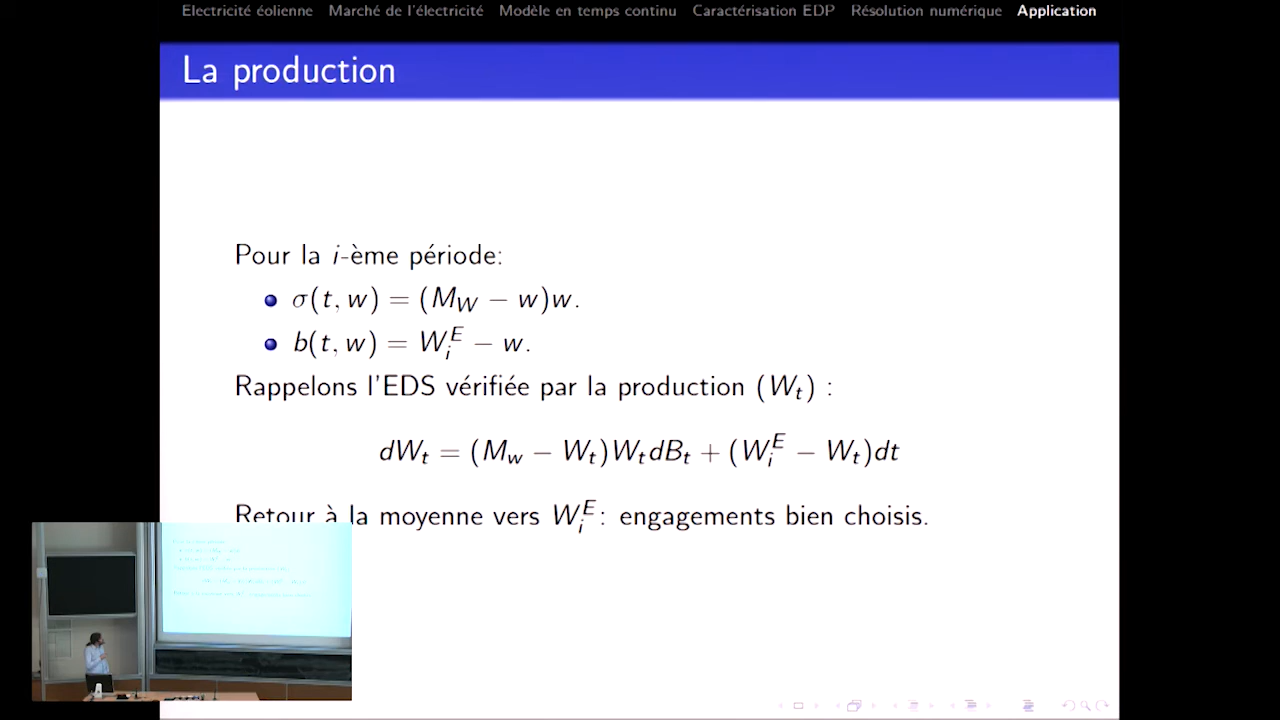 Electricité éolienne Marché de l'électricité Modèle en temps continu Caractérisation EDP Résolution numérique Application
La production
Pour la i-ème période:
σ(t, w) = (M_W − w)w.
b(t, w) = W_i^E − w.
Rappelons l'EDS vérifiée par la production (W_t) :
dW_t = (M_w − W_t)W_t dB_t + (W_i^E − W_t)dt
Retour à la moyenne vers W_i^E: engagements bien choisis.